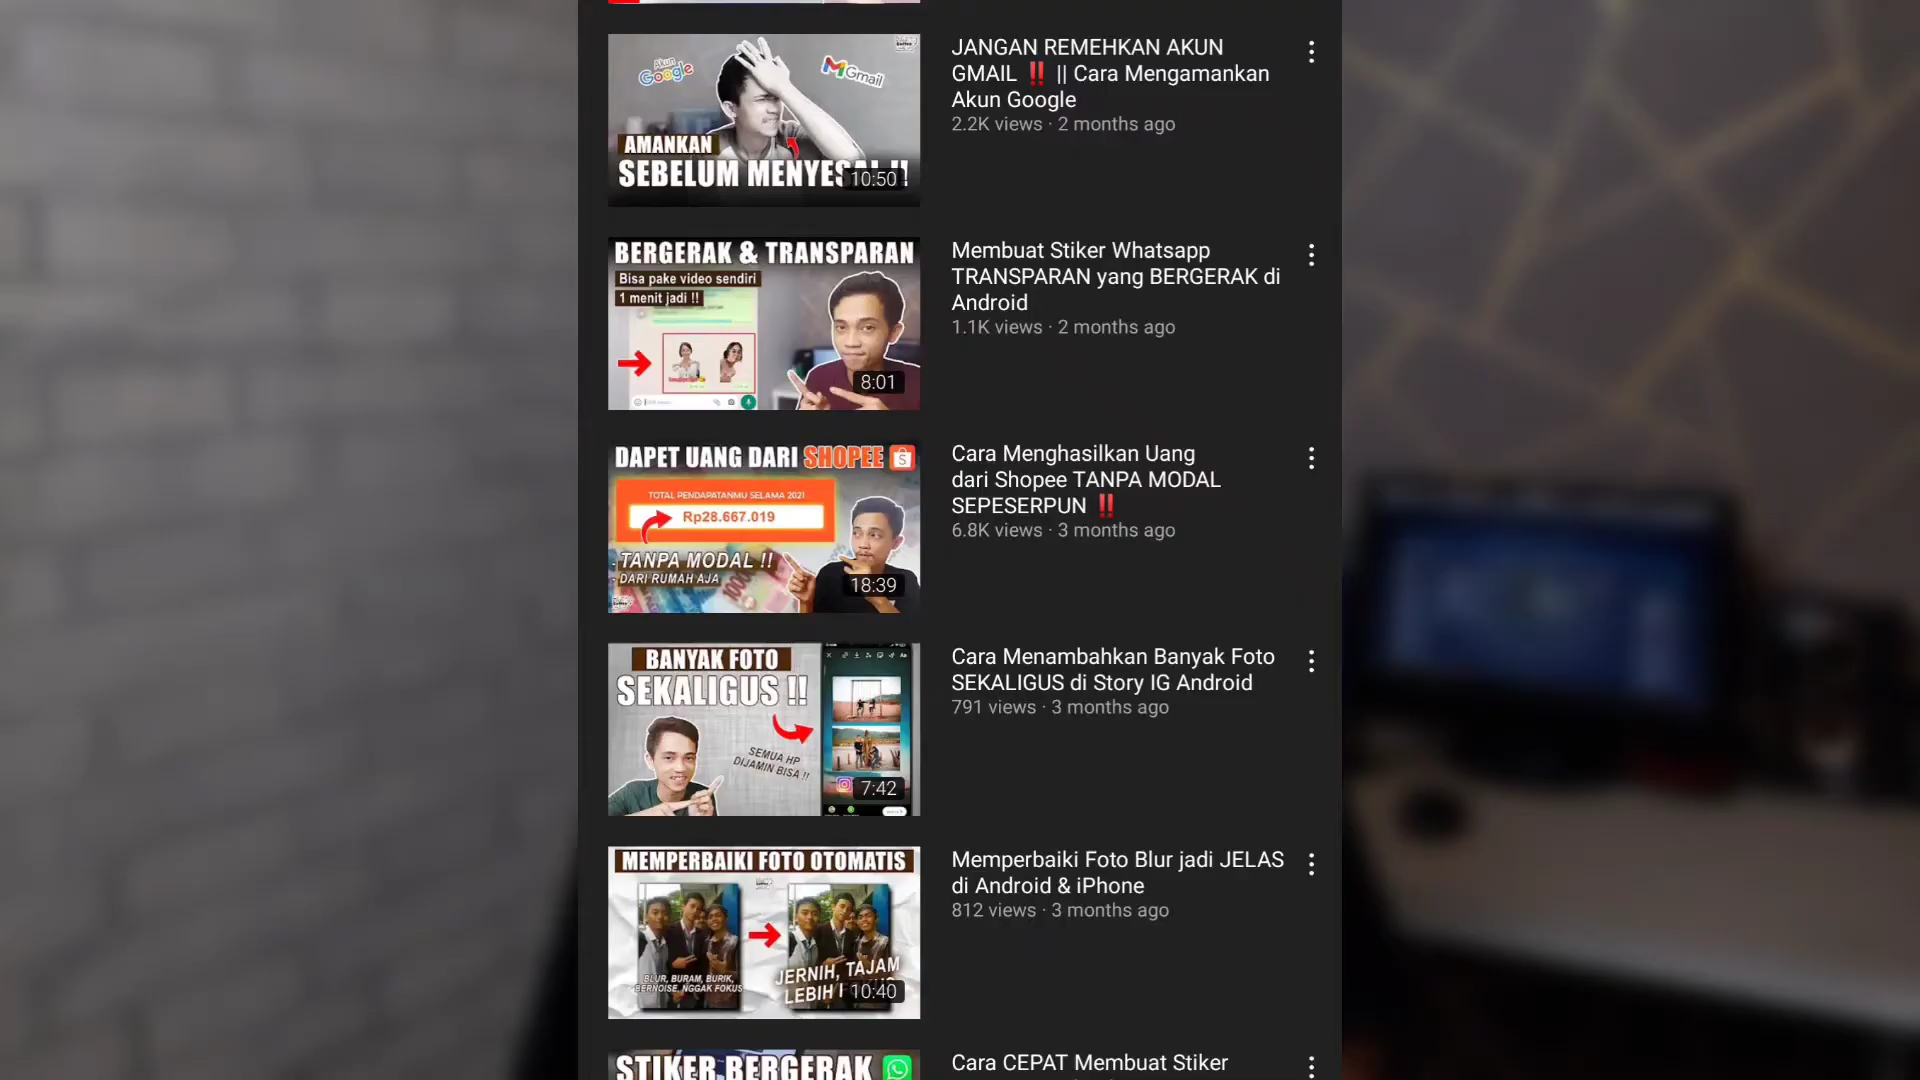 Akun
Google
Gmail
AMANKAN
SEBELUM MENYESAL!!
10:50
JANGAN REMEHKAN AKUN
GMAIL ‼️ || Cara Mengamankan
Akun Google
2.2K views · 2 months ago
BERGERAK & TRANSPARAN
Bisa pake video sendiri
1 menit jadi !!
8:01
Membuat Stiker Whatsapp
TRANSPARAN yang BERGERAK di
Android
1.1K views · 2 months ago
DAPET UANG DARI SHOPEE
TOTAL PENDAPATANMU SELAMA 2021
Rp28.667.019
TANPA MODAL !!
DARI RUMAH AJA
18:39
Cara Menghasilkan Uang
dari Shopee TANPA MODAL
SEPESERPUN ‼️
6.8K views · 3 months ago
BANYAK FOTO
SEKALIGUS !!
SEMUA HP
DIJAMIN BISA !!
7:42
Cara Menambahkan Banyak Foto
SEKALIGUS di Story IG Android
791 views · 3 months ago
MEMPERBAIKI FOTO OTOMATIS
BLUR, BURAM, BURIK,
BERNOISE, NGGAK FOKUS
JERNIH, TAJAM
LEBIH
10:40
Memperbaiki Foto Blur jadi JELAS
di Android & iPhone
812 views · 3 months ago
STIKER BERGERAK
Cara CEPAT Membuat Stiker